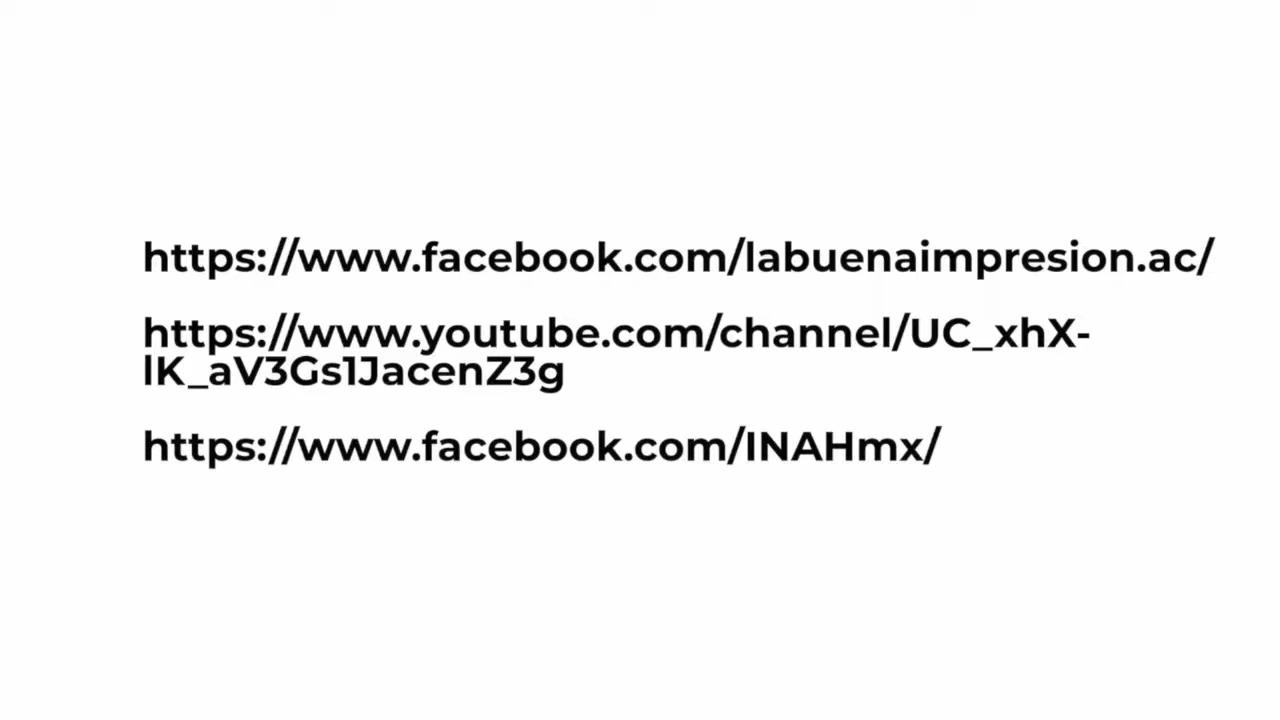 https://www.facebook.com/labuenaimpresion.ac/
https://www.youtube.com/channel/UC_xhX-
lK_aV3Gs1JacenZ3g
https://www.facebook.com/INAHmx/